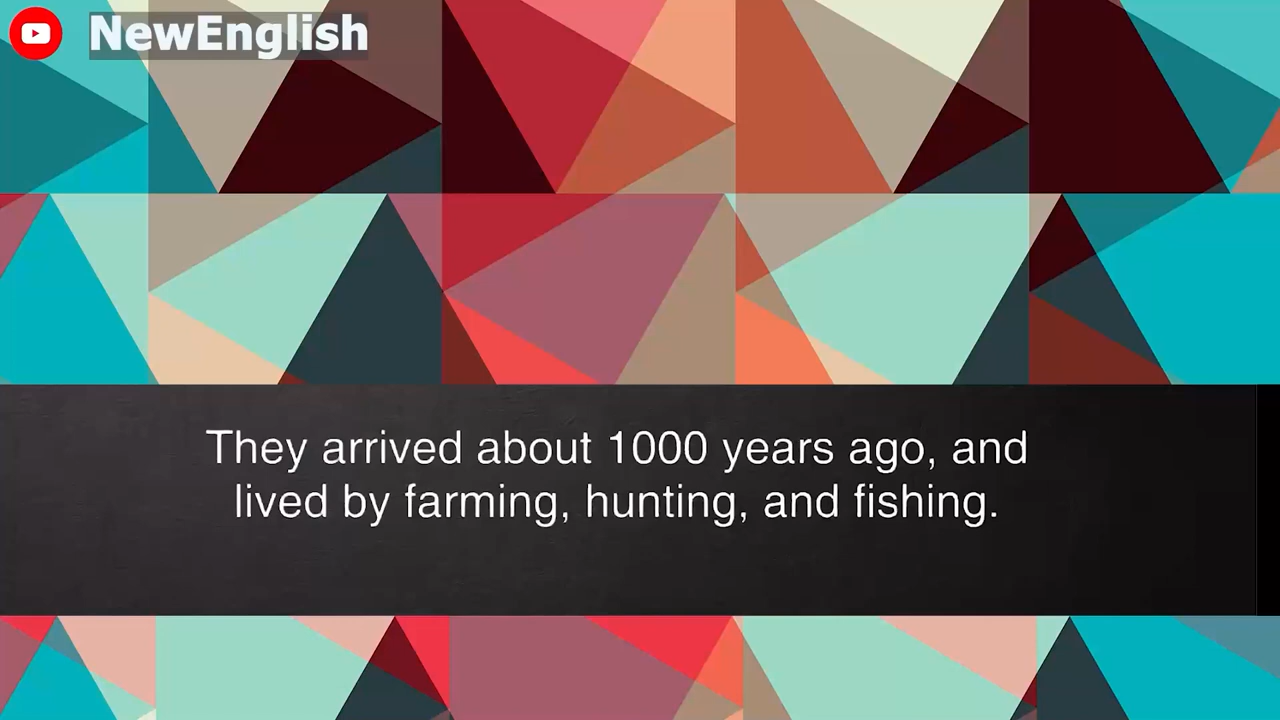 NewEnglish
They arrived about 1000 years ago, and
lived by farming, hunting, and fishing.